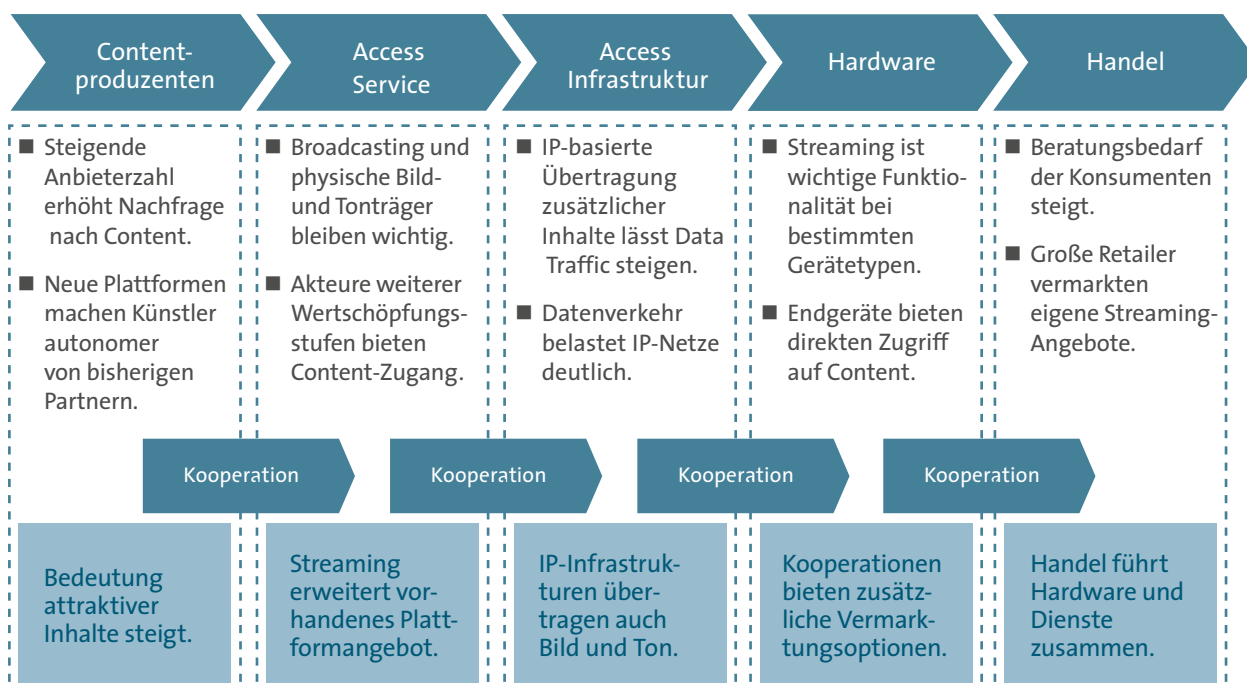 Content-
produzenten
Access
Service
Access
Infrastruktur
Hardware
Handel
■ Steigende
Anbieterzahl
erhöht Nachfrage
nach Content.
■ Neue Plattformen
machen Künstler
autonomer
von bisherigen
Partnern.
■ Broadcasting und
physische Bild-
und Tonträger
bleiben wichtig.
■ Akteure weiterer
Wertschöpfungs-
stufen bieten
Content-Zugang.
■ IP-basierte
Übertragung
zusätzlicher
Inhalte lässt Data
Traffic steigen.
■ Datenverkehr
belastet IP-Netze
deutlich.
■ Streaming ist
wichtige Funktio-
nalität bei
bestimmten
Gerätetypen.
■ Endgeräte bieten
direkten Zugriff
auf Content.
■ Beratungsbedarf
der Konsumenten
steigt.
■ Große Retailer
vermarkten
eigene Streaming-
Angebote.
Kooperation
Kooperation
Kooperation
Kooperation
Bedeutung
attraktiver
Inhalte steigt.
Streaming
erweitert vor-
handenes Platt-
formangebot.
IP-Infrastruk-
turen über-
tragen auch
Bild und Ton.
Kooperationen
bieten zusätz-
liche Vermark-
tungsoptionen.
Handel führt
Hardware und
Dienste
zusammen.